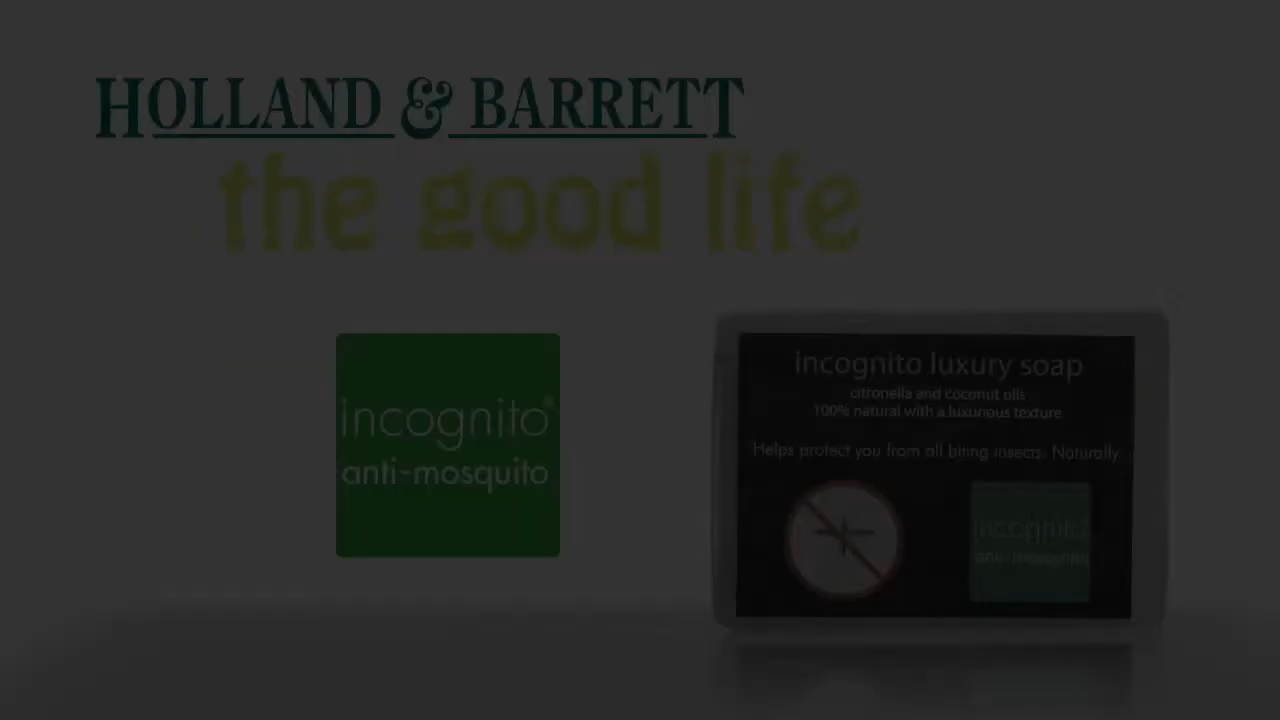 HOLLAND & BARRETT
the good life
incognito®
anti-mosquito
incognito luxury soap
citronella and coconut oils
100% natural with a luxurious texture
Helps protect you from all biting insects. Naturally
incognito
anti-mosquito